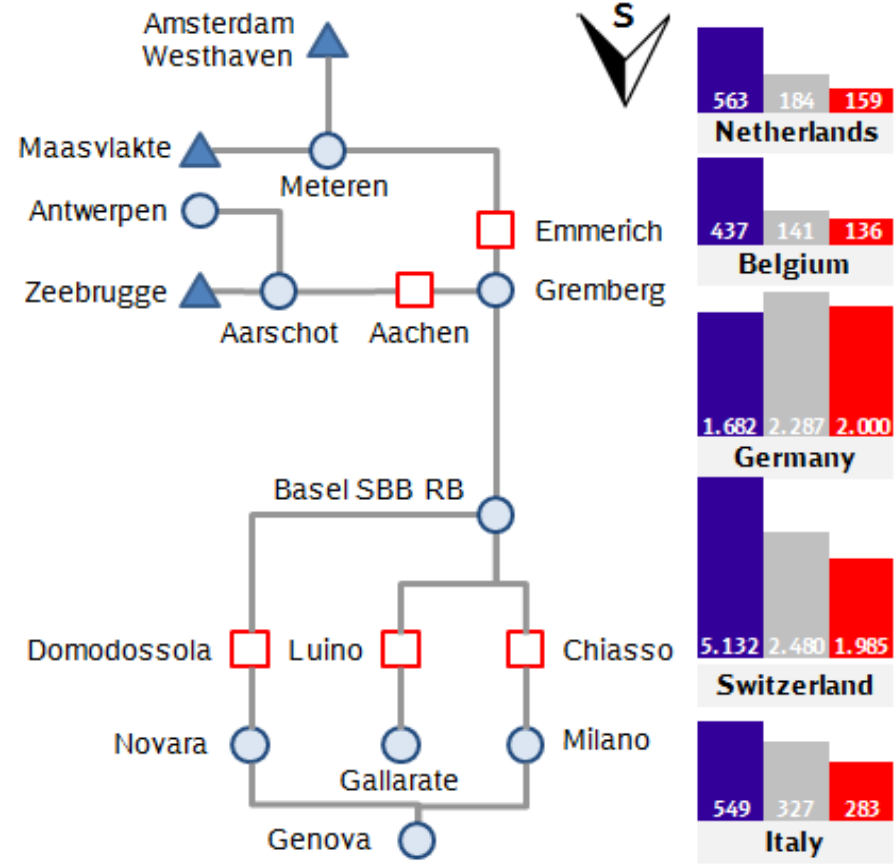 Amsterdam
Westhaven
S
Maasvlakte
Meteren
Antwerpen
Emmerich
Zeebrugge
Gremberg
Aarschot
Aachen
Basel SBB RB
Domodossola
Luino
Chiasso
Novara
Milano
Gallarate
Genova
563 184 159
Netherlands
437 141 136
Belgium
1.682 2.287 2.000
Germany
5.132 2.480 1.985
Switzerland
549 327 283
Italy